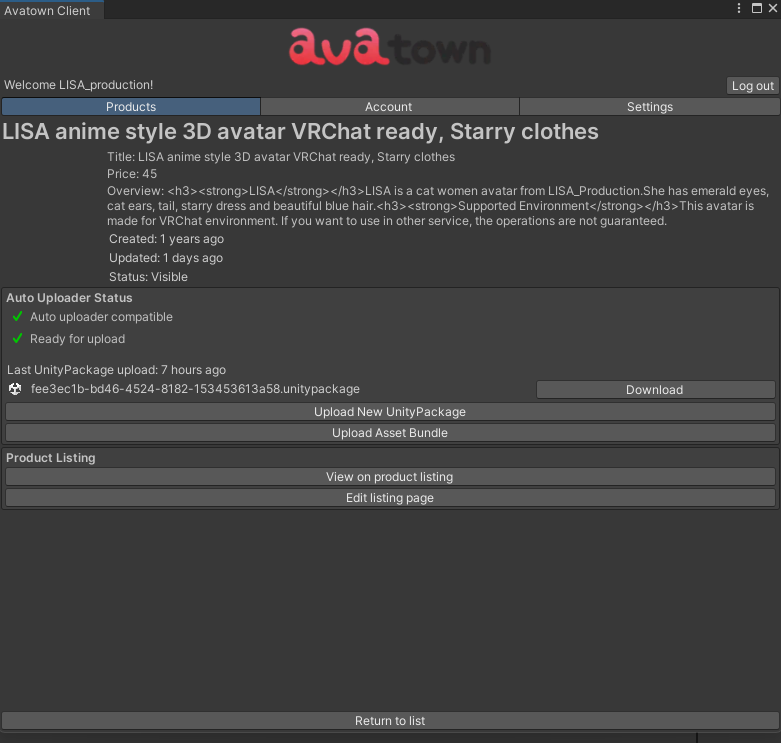 Avatown Client
avatown
Welcome LISA_production!
Log out
Products
Account
Settings
LISA anime style 3D avatar VRChat ready, Starry clothes
Title: LISA anime style 3D avatar VRChat ready, Starry clothes
Price: 45
Overview: <h3><strong>LISA</strong></h3>LISA is a cat women avatar from LISA_Production.She has emerald eyes,
cat ears, tail, starry dress and beautiful blue hair.<h3><strong>Supported Environment</strong></h3>This avatar is
made for VRChat environment. If you want to use in other service, the operations are not guaranteed.
Created: 1 years ago
Updated: 1 days ago
Status: Visible
Auto Uploader Status
Auto uploader compatible
Ready for upload
Last UnityPackage upload: 7 hours ago
fee3ec1b-bd46-4524-8182-153453613a58.unitypackage
Download
Upload New UnityPackage
Upload Asset Bundle
Product Listing
View on product listing
Edit listing page
Return to list